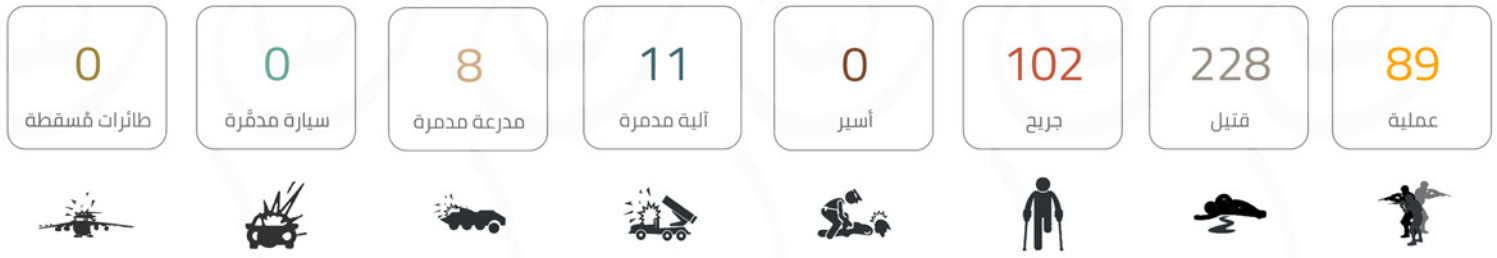 89
عملية
228
قتيل
102
جريح
0
أسير
11
آلية مدمرة
8
مدرعة مدمرة
0
سيارة مدمَّرة
0
طائرات مُسقطة